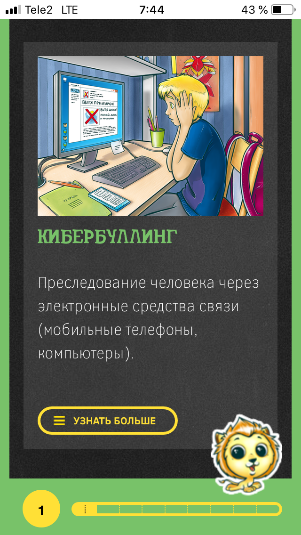 Tele2 LTE 7:44 43 %
КИБЕРБУЛЛИНГ
Преследование человека через
электронные средства связи
(мобильные телефоны,
компьютеры).
УЗНАТЬ БОЛЬШЕ
1